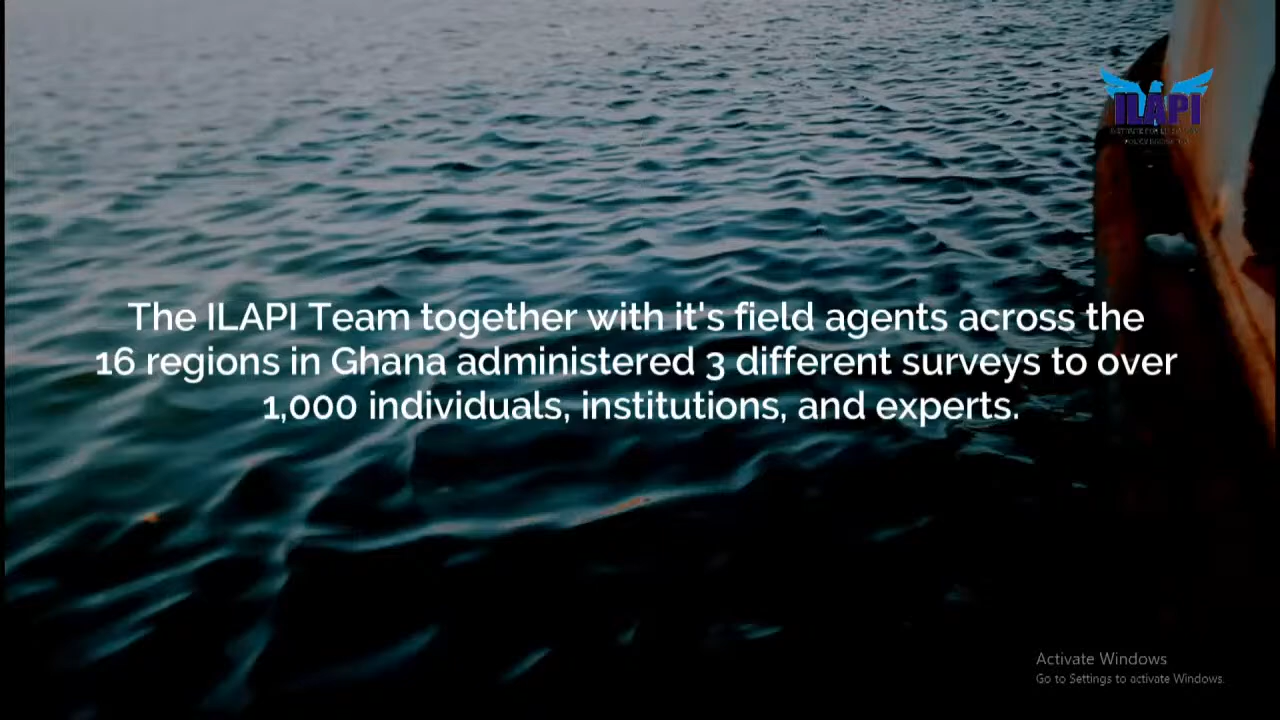 ILAPI
The ILAPI Team together with it's field agents across the
16 regions in Ghana administered 3 different surveys to over
1,000 individuals, institutions, and experts.
Activate Windows
Go to Settings to activate Windows.